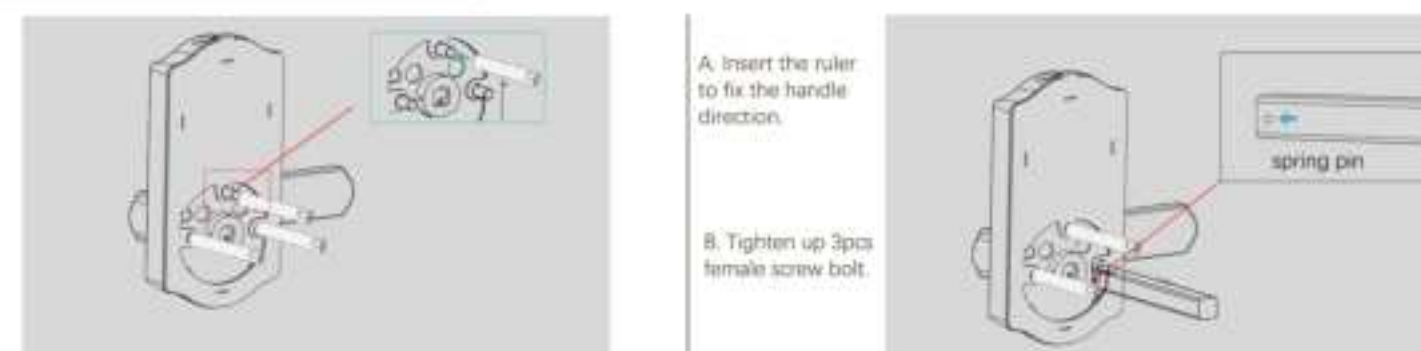 A. Insert the ruler
to fix the handle
direction.
B. Tighten up 3pcs
female screw bolt.
spring pin